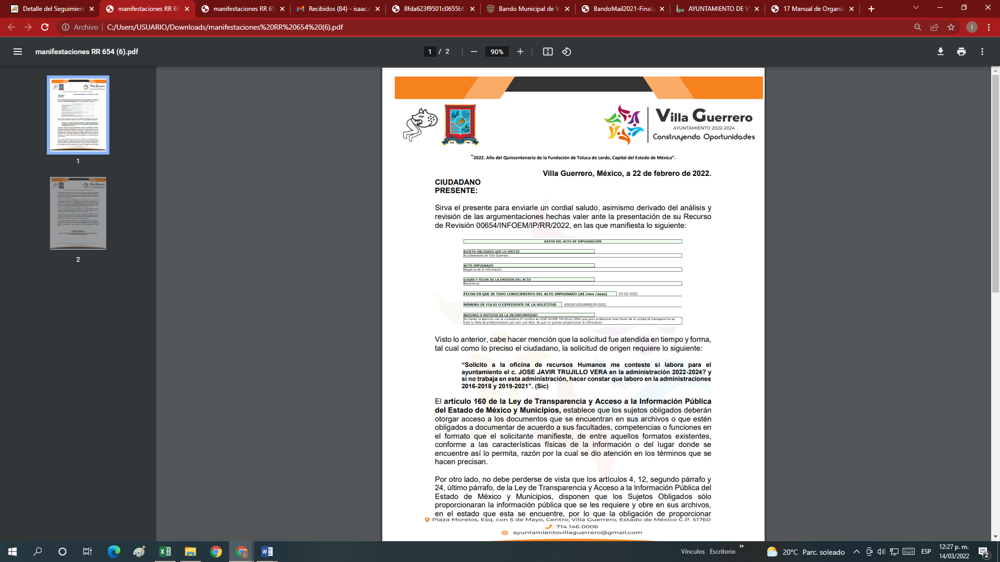 Detalle del Seguimient
manifestaciones RR 65
manifestaciones RR 65
Recibidos (84) - isaac.c
8fda623f9501c0655bf
Bando Municipal de Vi
BandoMail2021-Final.p
AYUNTAMIENTO DE V
17 Manual de Organiz
Archivo
C:/Users/USUARIO/Downloads/manifestaciones%20RR%20654%20(6).pdf
I
manifestaciones RR 654 (6).pdf
1 / 2
90%
1
2
Villa Guerrero
AYUNTAMIENTO 2022-2024
Construyendo Oportunidades
“2022. Año del Quincentenario de la Fundación de Toluca de Lerdo, Capital del Estado de México”.
Villa Guerrero, México, a 22 de febrero de 2022.
CIUDADANO
PRESENTE:
Sirva el presente para enviarle un cordial saludo, asimismo derivado del análisis y
revisión de las argumentaciones hechas valer ante la presentación de su Recurso
de Revisión 00654/INFOEM/IP/RR/2022, en las que manifiesta lo siguiente:
DATOS DEL ACTO DE IMPUGNACIÓN
SUJETO OBLIGADO QUE LO EMITIÓ
Ayuntamiento de Villa Guerrero
ACTO IMPUGNADO
Negativa de la información
LUGAR Y FECHA DE LA EMISIÓN DEL ACTO
Electrónica
FECHA EN QUE SE TUVO CONOCIMIENTO DEL ACTO IMPUGNADO (dd /mm /aaaa) 03-02-2022
NÚMERO DE FOLIO O EXPEDIENTE DE LA SOLICITUD 00029/VIGUERRE/IP/2022
RAZONES O MOTIVOS DE LA INCONFORMIDAD
No tienen la atención con la ciudadanía El nombre es JOSÉ JAVIER TRUJILLO VERA que poco profesional eres titular de la unidad de transparencia se
nota tu falta de profesionalismo por solo una letra. Es que no quieren proporcionar la información
Visto lo anterior, cabe hacer mención que la solicitud fue atendida en tiempo y forma,
tal cual como lo preciso el ciudadano, la solicitud de origen requiere lo siguiente:
“Solicito a la oficina de recursos Humanos me conteste si labora para el
ayuntamiento el c. JOSE JAVIR TRUJILLO VERA en la administración 2022-2024? y
si no trabaja en esta administración, hacer constar que laboro en la administraciones
2016-2018 y 2019-2021”. (Sic)
El artículo 160 de la Ley de Transparencia y Acceso a la Información Pública
del Estado de México y Municipios, establece que los sujetos obligados deberán
otorgar acceso a los documentos que se encuentran en sus archivos o que estén
obligados a documentar de acuerdo a sus facultades, competencias o funciones en
el formato que el solicitante manifieste, de entre aquellos formatos existentes,
conforme a las características físicas de la información o del lugar donde se
encuentre así lo permita, razón por la cual se dio atención en los términos que se
hacen precisan.
Por otro lado, no debe perderse de vista que los artículos 4, 12, segundo párrafo y
24, último párrafo, de la Ley de Transparencia y Acceso a la Información Pública del
Estado de México y Municipios, disponen que los Sujetos Obligados sólo
proporcionaran la información pública que se les requiere y obre en sus archivos,
en el estado que esta se encuentre, por lo que la obligación de proporcionar
Plaza Morelos, Esq. con 5 de Mayo, Centro, Villa Guerrero, Estado de México C.P. 51760
714 146 0006
ayuntamientovillaguerrero@gmail.com
Vínculos Escritorio
20°C Parc. soleado
ESP
12:27 p. m.
14/03/2022
2